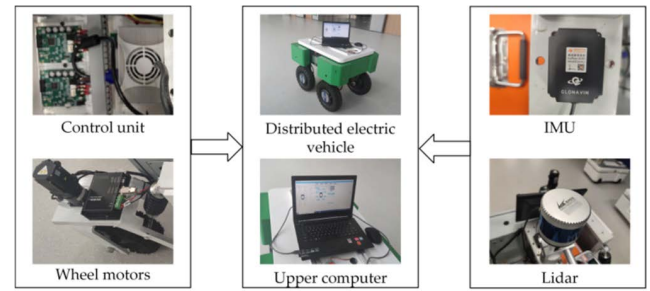 Control unit
Distributed electric
vehicle
IMU
Wheel motors
Upper computer
Lidar